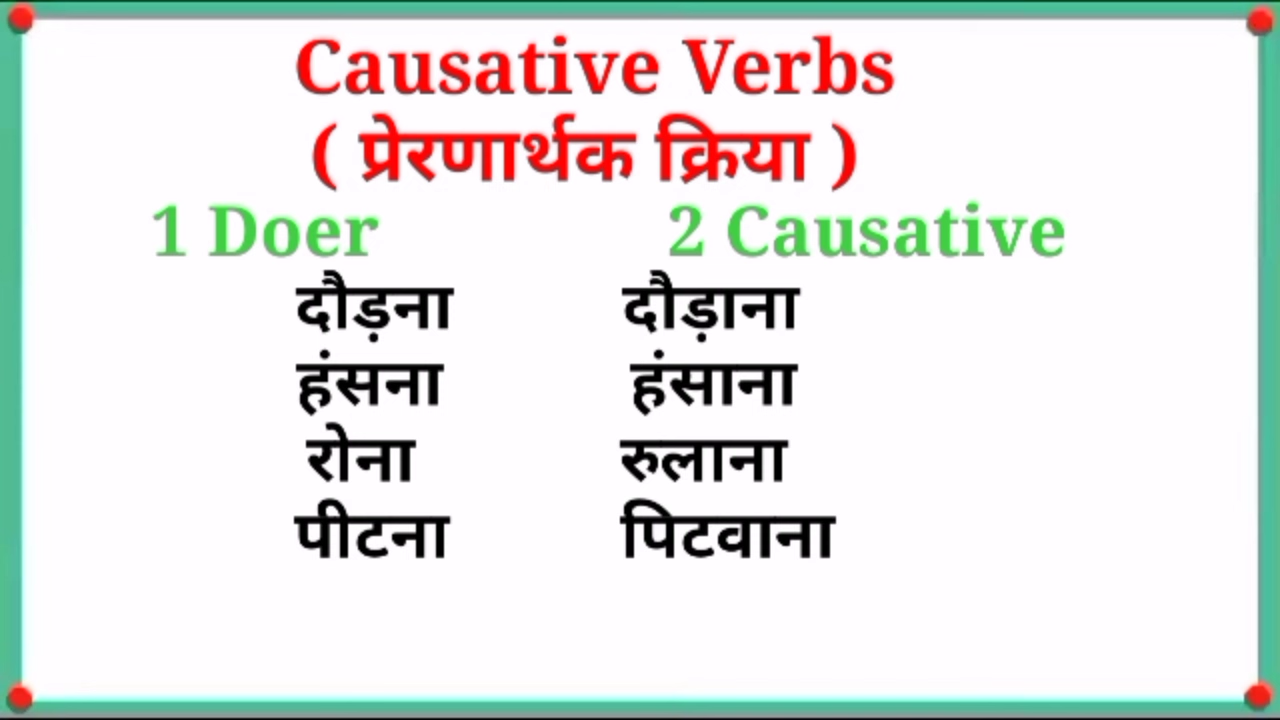 Causative Verbs
( प्रेरणार्थक क्रिया )
1 Doer 2 Causative
दौड़ना दौड़ाना
हंसना हंसाना
रोना रुलाना
पीटना पिटवाना